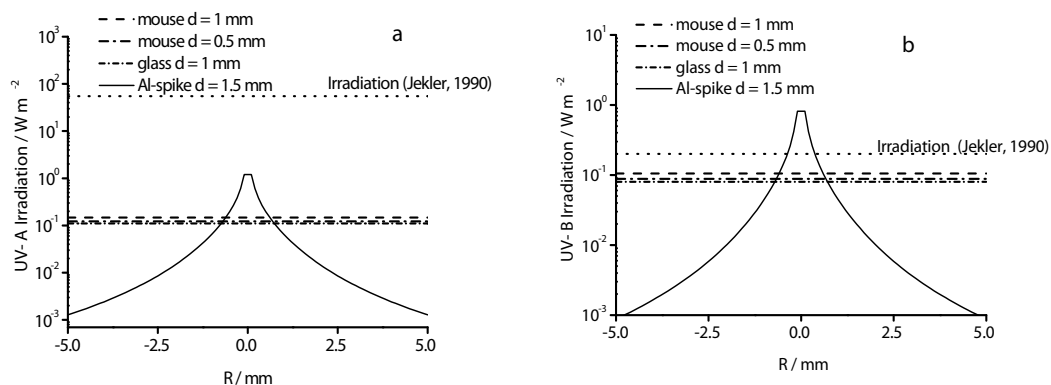 mouse d = 1 mm
mouse d = 0.5 mm
glass d = 1 mm
Al-spike d = 1.5 mm
a
Irradiation (Jekler, 1990)
UV- A Irradiation / W m⁻²
10³
10²
10¹
10⁰
10⁻¹
10⁻²
10⁻³
-5.0 -2.5 0.0 2.5 5.0
R / mm
mouse d = 1 mm
mouse d = 0.5 mm
glass d = 1 mm
Al-spike d = 1.5 mm
b
Irradiation (Jekler, 1990)
UV- B Irradiation / W m⁻²
10¹
10⁰
10⁻¹
10⁻²
10⁻³
-5.0 -2.5 0.0 2.5 5.0
R / mm